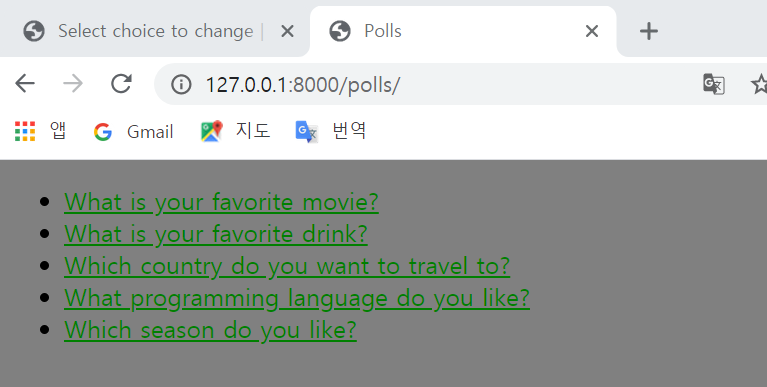 Select choice to change |
Polls
127.0.0.1:8000/polls/
앱 Gmail 지도 번역
What is your favorite movie?
What is your favorite drink?
Which country do you want to travel to?
What programming language do you like?
Which season do you like?